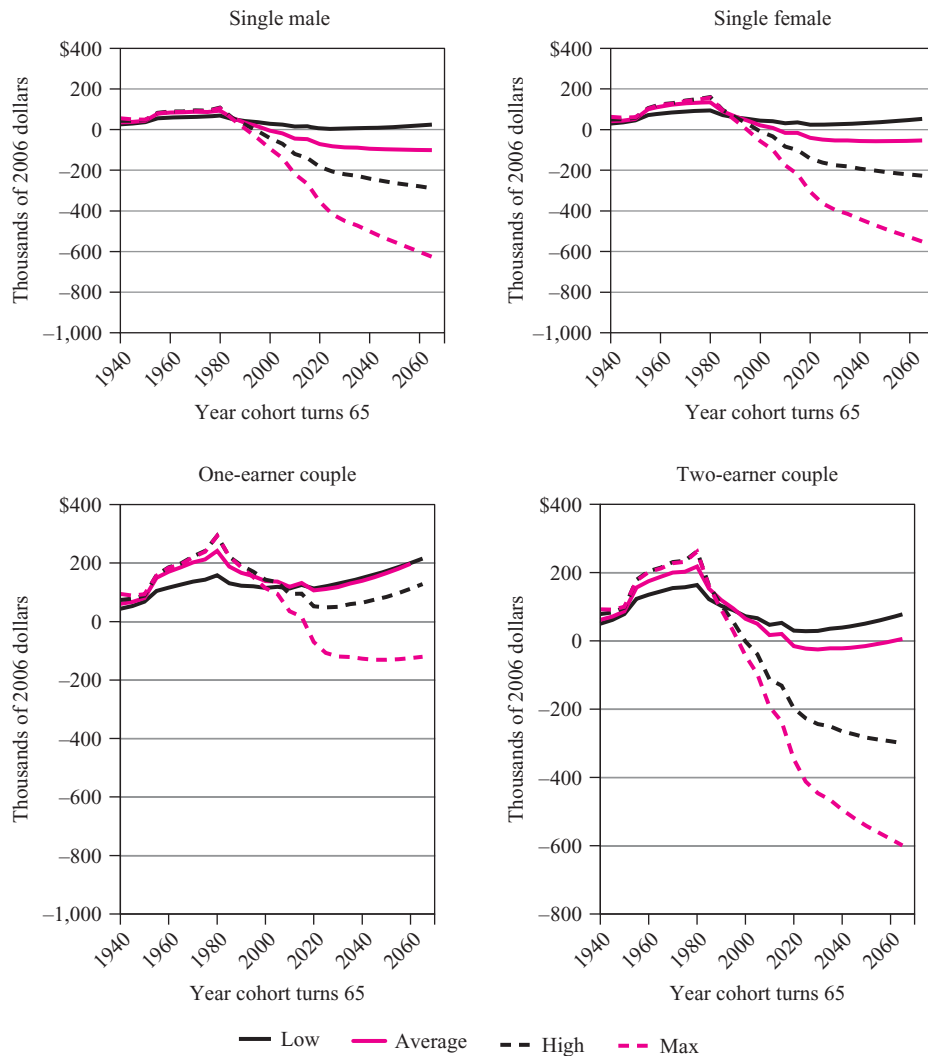 Single male
$400
200
0
–200
–400
–600
–800
–1,000
Thousands of 2006 dollars
1940 1960 1980 2000 2020 2040 2060
Year cohort turns 65
Single female
$400
200
0
–200
–400
–600
–800
–1,000
Thousands of 2006 dollars
1940 1960 1980 2000 2020 2040 2060
Year cohort turns 65
One-earner couple
$400
200
0
–200
–400
–600
–800
–1,000
Thousands of 2006 dollars
1940 1960 1980 2000 2020 2040 2060
Year cohort turns 65
Two-earner couple
$400
200
0
–200
–400
–600
–800
Thousands of 2006 dollars
1940 1960 1980 2000 2020 2040 2060
Year cohort turns 65
Low Average High Max